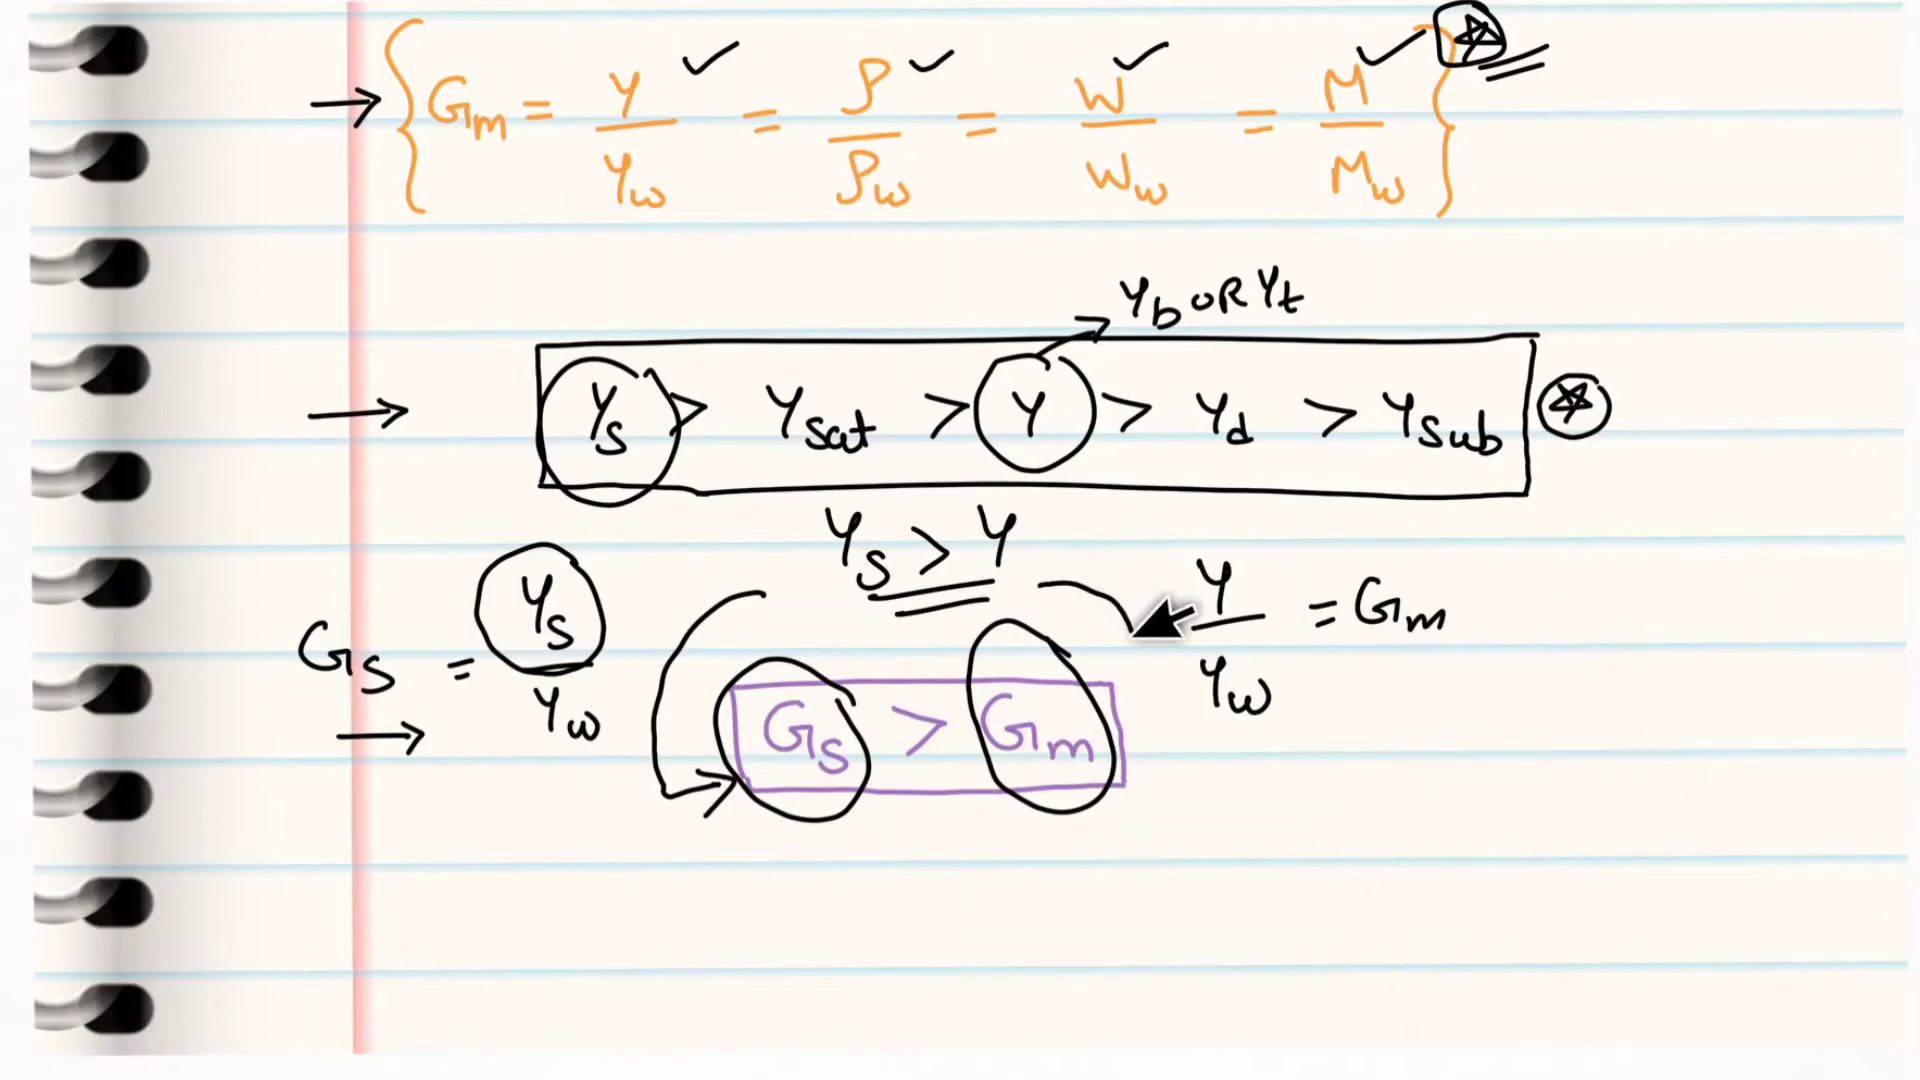 → { Gm = γ/γw ✓ = ρ/ρw ✓ = W/Ww ✓ = M/Mw ✓ } ☆
γb OR γt
→ γs > γsat > γ > γd > γsub ☆
γs > γ
Gs = γs/γw
γ/γw = Gm
→ Gs > Gm